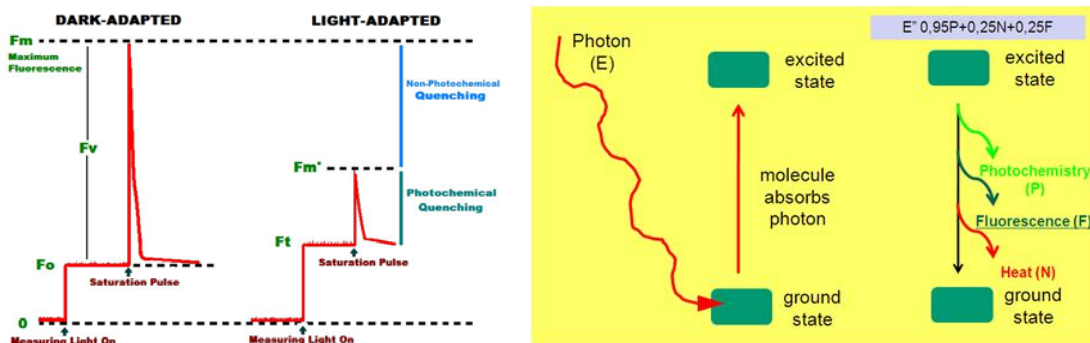 DARK-ADAPTED
LIGHT-ADAPTED
Fm
Maximum
Fluorescence
Fv
Fo
Saturation Pulse
0
Measuring Light On
Non-Photochemical
Quenching
Fm'
Photochemical
Quenching
Ft
Saturation Pulse
Measuring Light On
Photon
(E)
excited
state
molecule
absorbs
photon
ground
state
E" 0,95P+0,25N+0,25F
excited
state
Photochemistry
(P)
Fluorescence (F)
Heat (N)
ground
state